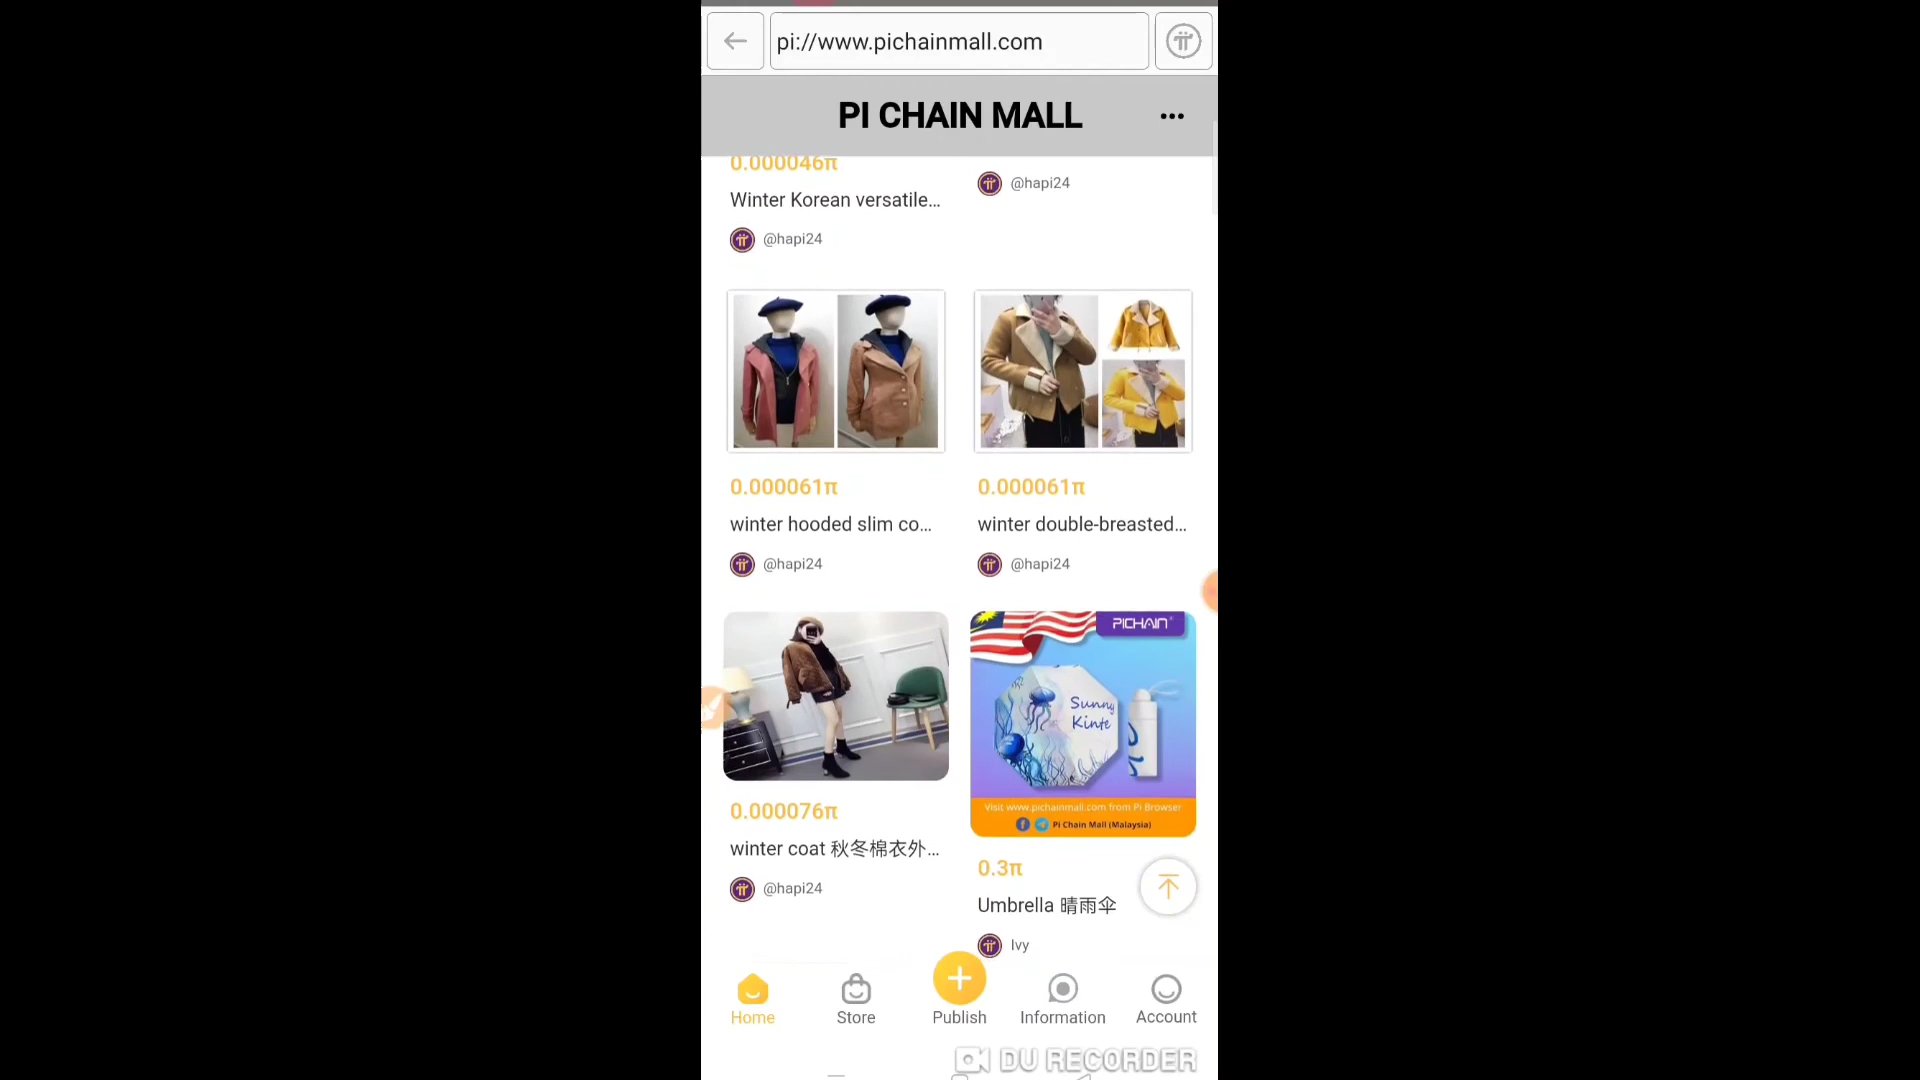 pi://www.pichainmall.com
PI CHAIN MALL
0.000046π
Winter Korean versatile...
@hapi24
@hapi24
0.000061π
winter hooded slim co...
@hapi24
0.000061π
winter double-breasted...
@hapi24
0.000076π
winter coat 秋冬棉衣外...
@hapi24
PICHAIN
Sunny
Kinte
Visit www.pichainmall.com from Pi Browser
Pi Chain Mall (Malaysia)
0.3π
Umbrella 晴雨伞
Ivy
Home
Store
Publish
Information
Account
DU RECORDER